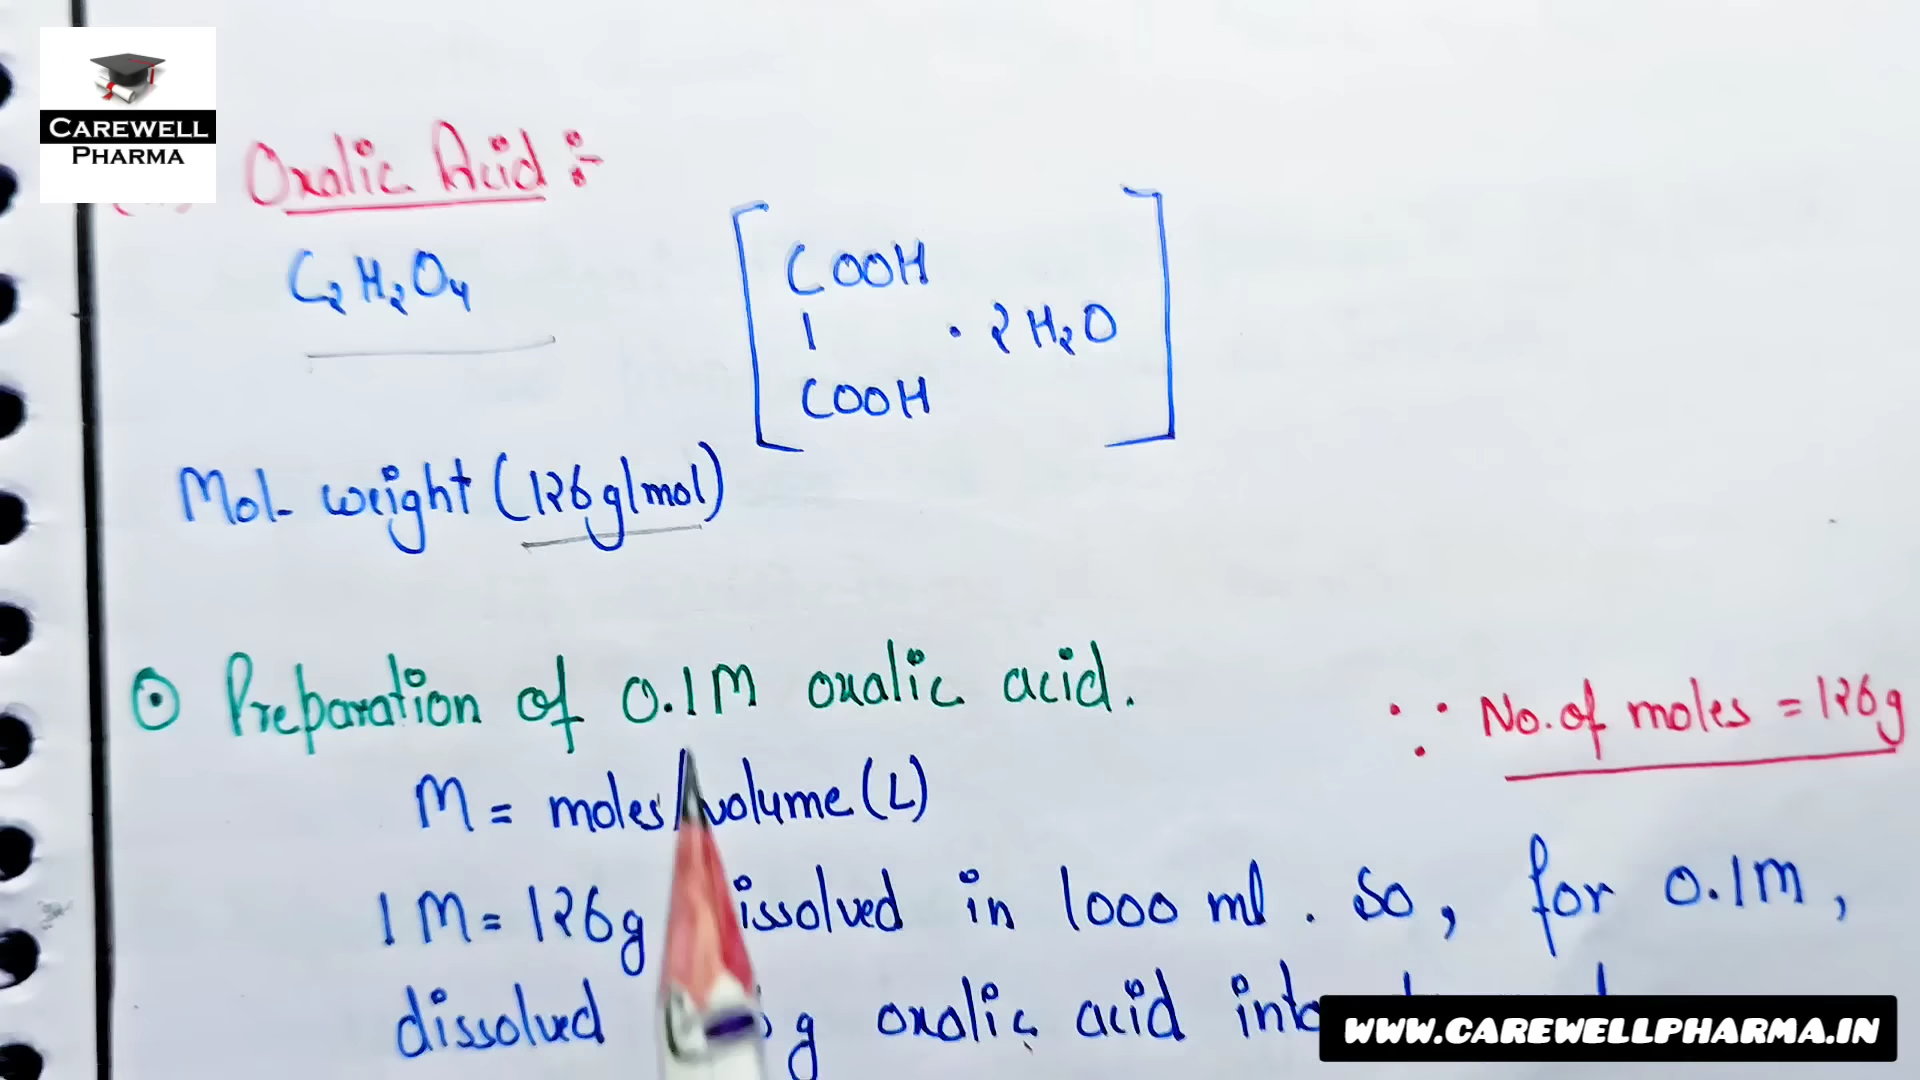 CAREWELL
PHARMA
Oxalic Acid :-
C₂H₂O₄
COOH
|
· 2H₂O
COOH
Mol. weight (126g/mol)
⊙ Preparation of 0.1M oxalic acid.
∵ No. of moles = 126g
M = moles/volume(L)
1M = 126g issolved in 1000 ml. So, for 0.1M,
dissolved g oxalic acid into
WWW.CAREWELLPHARMA.IN